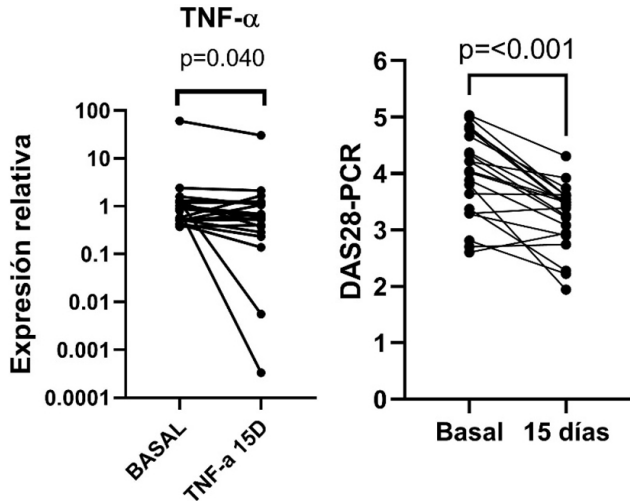 TNF-α
p=0.040
Expresión relativa
100
10
1
0.1
0.01
0.001
0.0001
BASAL
TNF-a 15D
p=<0.001
DAS28-PCR
6
5
4
3
2
1
0
Basal
15 días